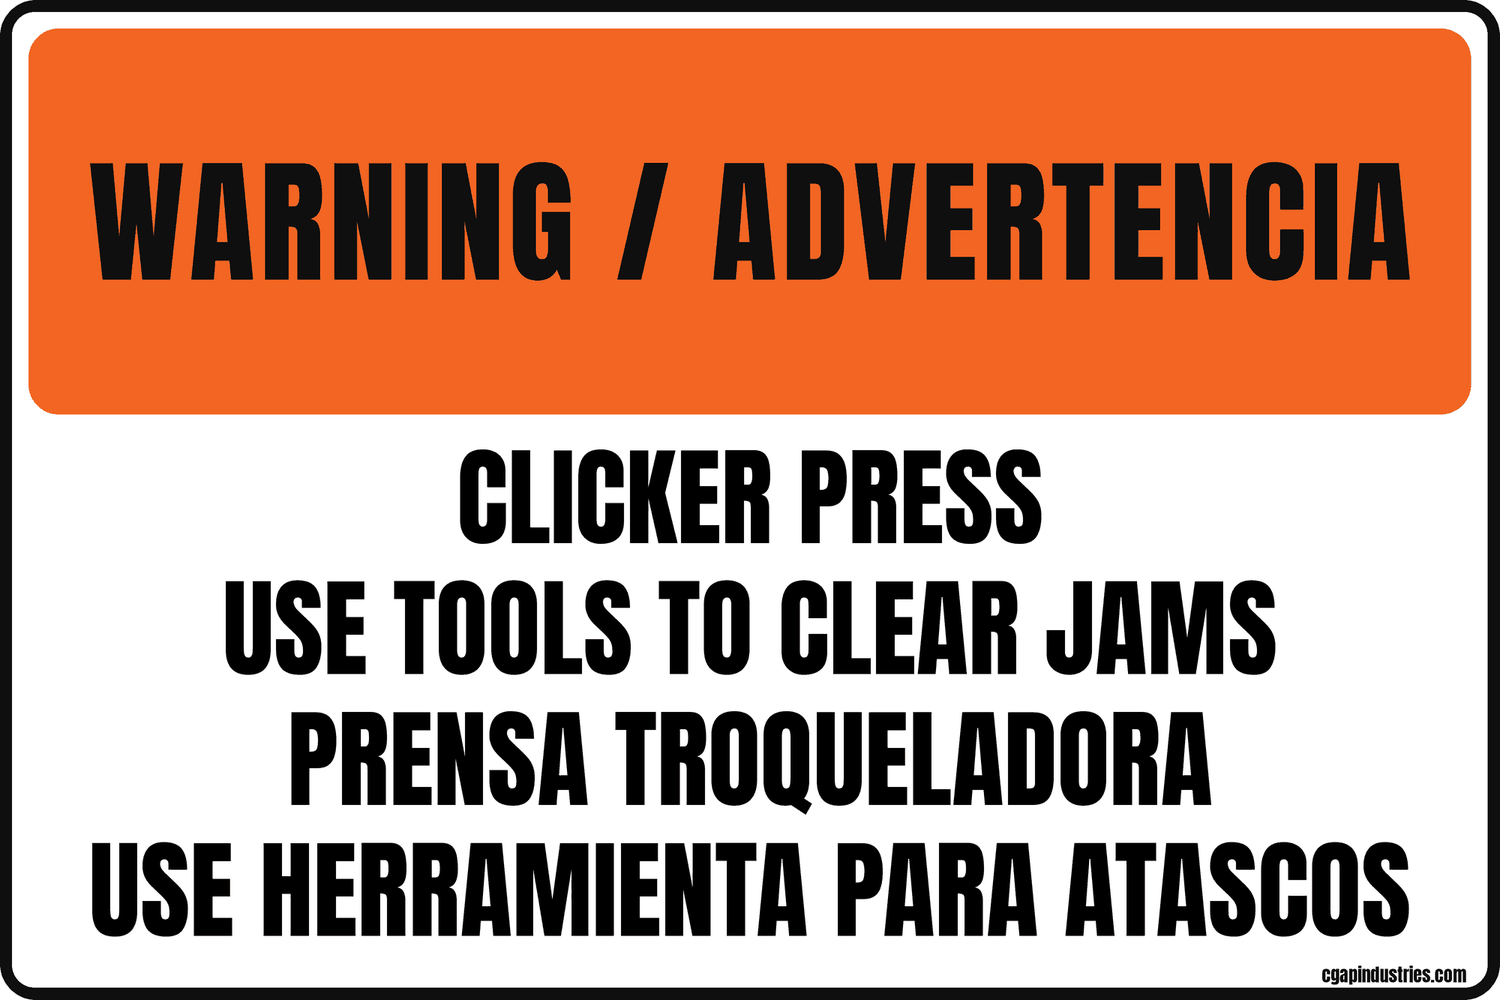 WARNING / ADVERTENCIA
CLICKER PRESS
USE TOOLS TO CLEAR JAMS
PRENSA TROQUELADORA
USE HERRAMIENTA PARA ATASCOS
cgapindustries.com